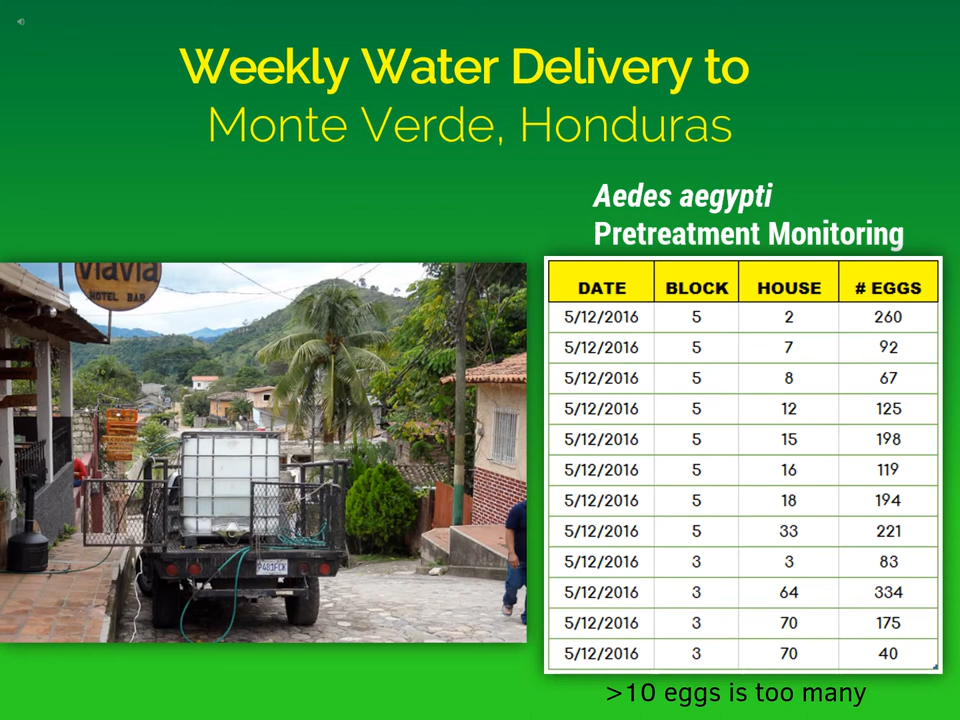 Weekly Water Delivery to
Monte Verde, Honduras
Aedes aegypti
Pretreatment Monitoring
viavia
HOTEL BAR
DATE BLOCK HOUSE # EGGS
5/12/2016 5 2 260
5/12/2016 5 7 92
5/12/2016 5 8 67
5/12/2016 5 12 125
5/12/2016 5 15 198
5/12/2016 5 16 119
5/12/2016 5 18 194
5/12/2016 5 33 221
5/12/2016 3 3 83
5/12/2016 3 64 334
5/12/2016 3 70 175
5/12/2016 3 70 40
>10 eggs is too many